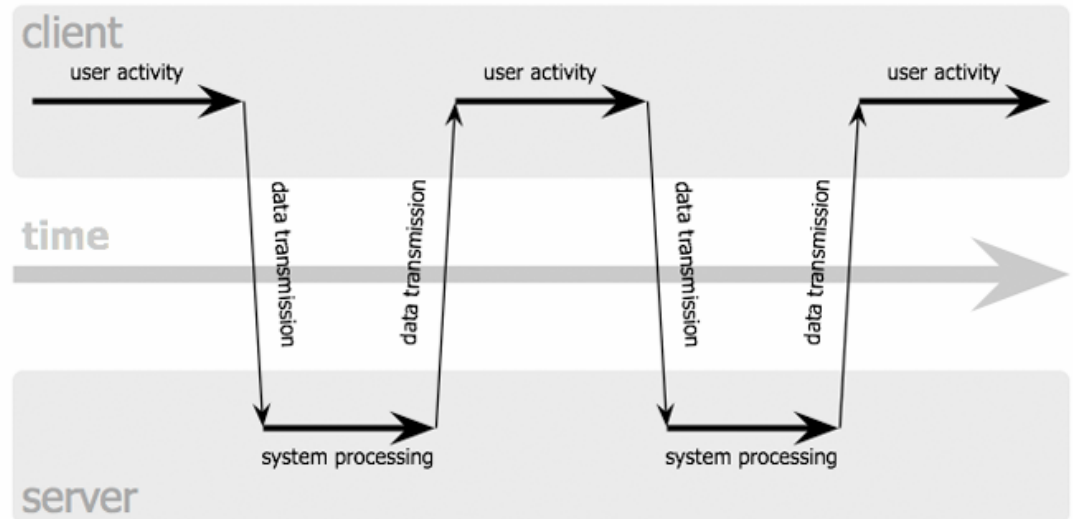 client
user activity
user activity
user activity
data transmission
data transmission
data transmission
data transmission
time
system processing
system processing
server